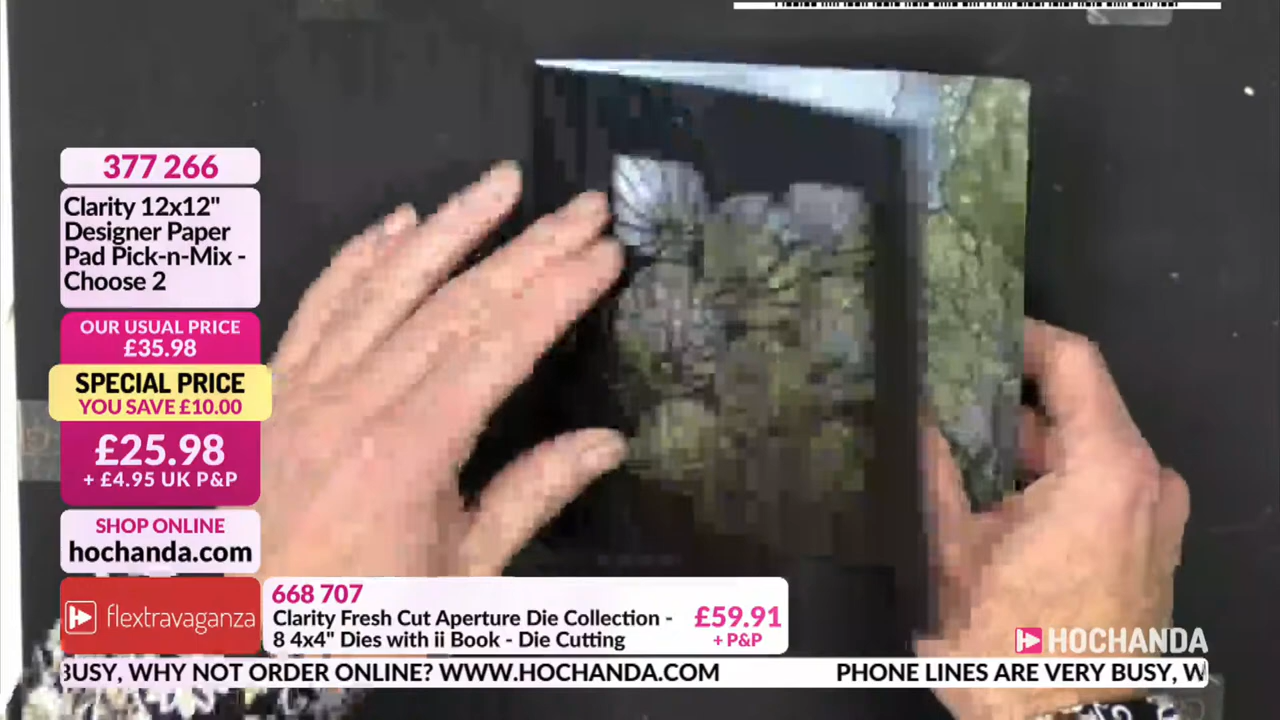 377 266
Clarity 12x12"
Designer Paper
Pad Pick-n-Mix -
Choose 2
OUR USUAL PRICE
£35.98
SPECIAL PRICE
YOU SAVE £10.00
£25.98
+ £4.95 UK P&P
SHOP ONLINE
hochanda.com
flextravaganza
668 707
Clarity Fresh Cut Aperture Die Collection -
8 4x4" Dies with ii Book - Die Cutting
£59.91
+ P&P
HOCHANDA
BUSY, WHY NOT ORDER ONLINE? WWW.HOCHANDA.COM PHONE LINES ARE VERY BUSY, W